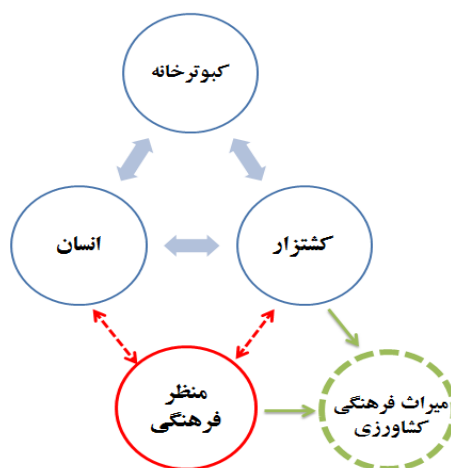 کبوترخانه
انسان
کشتزار
منظر
فرهنگی
میراث فرهنگی
کشاورزی